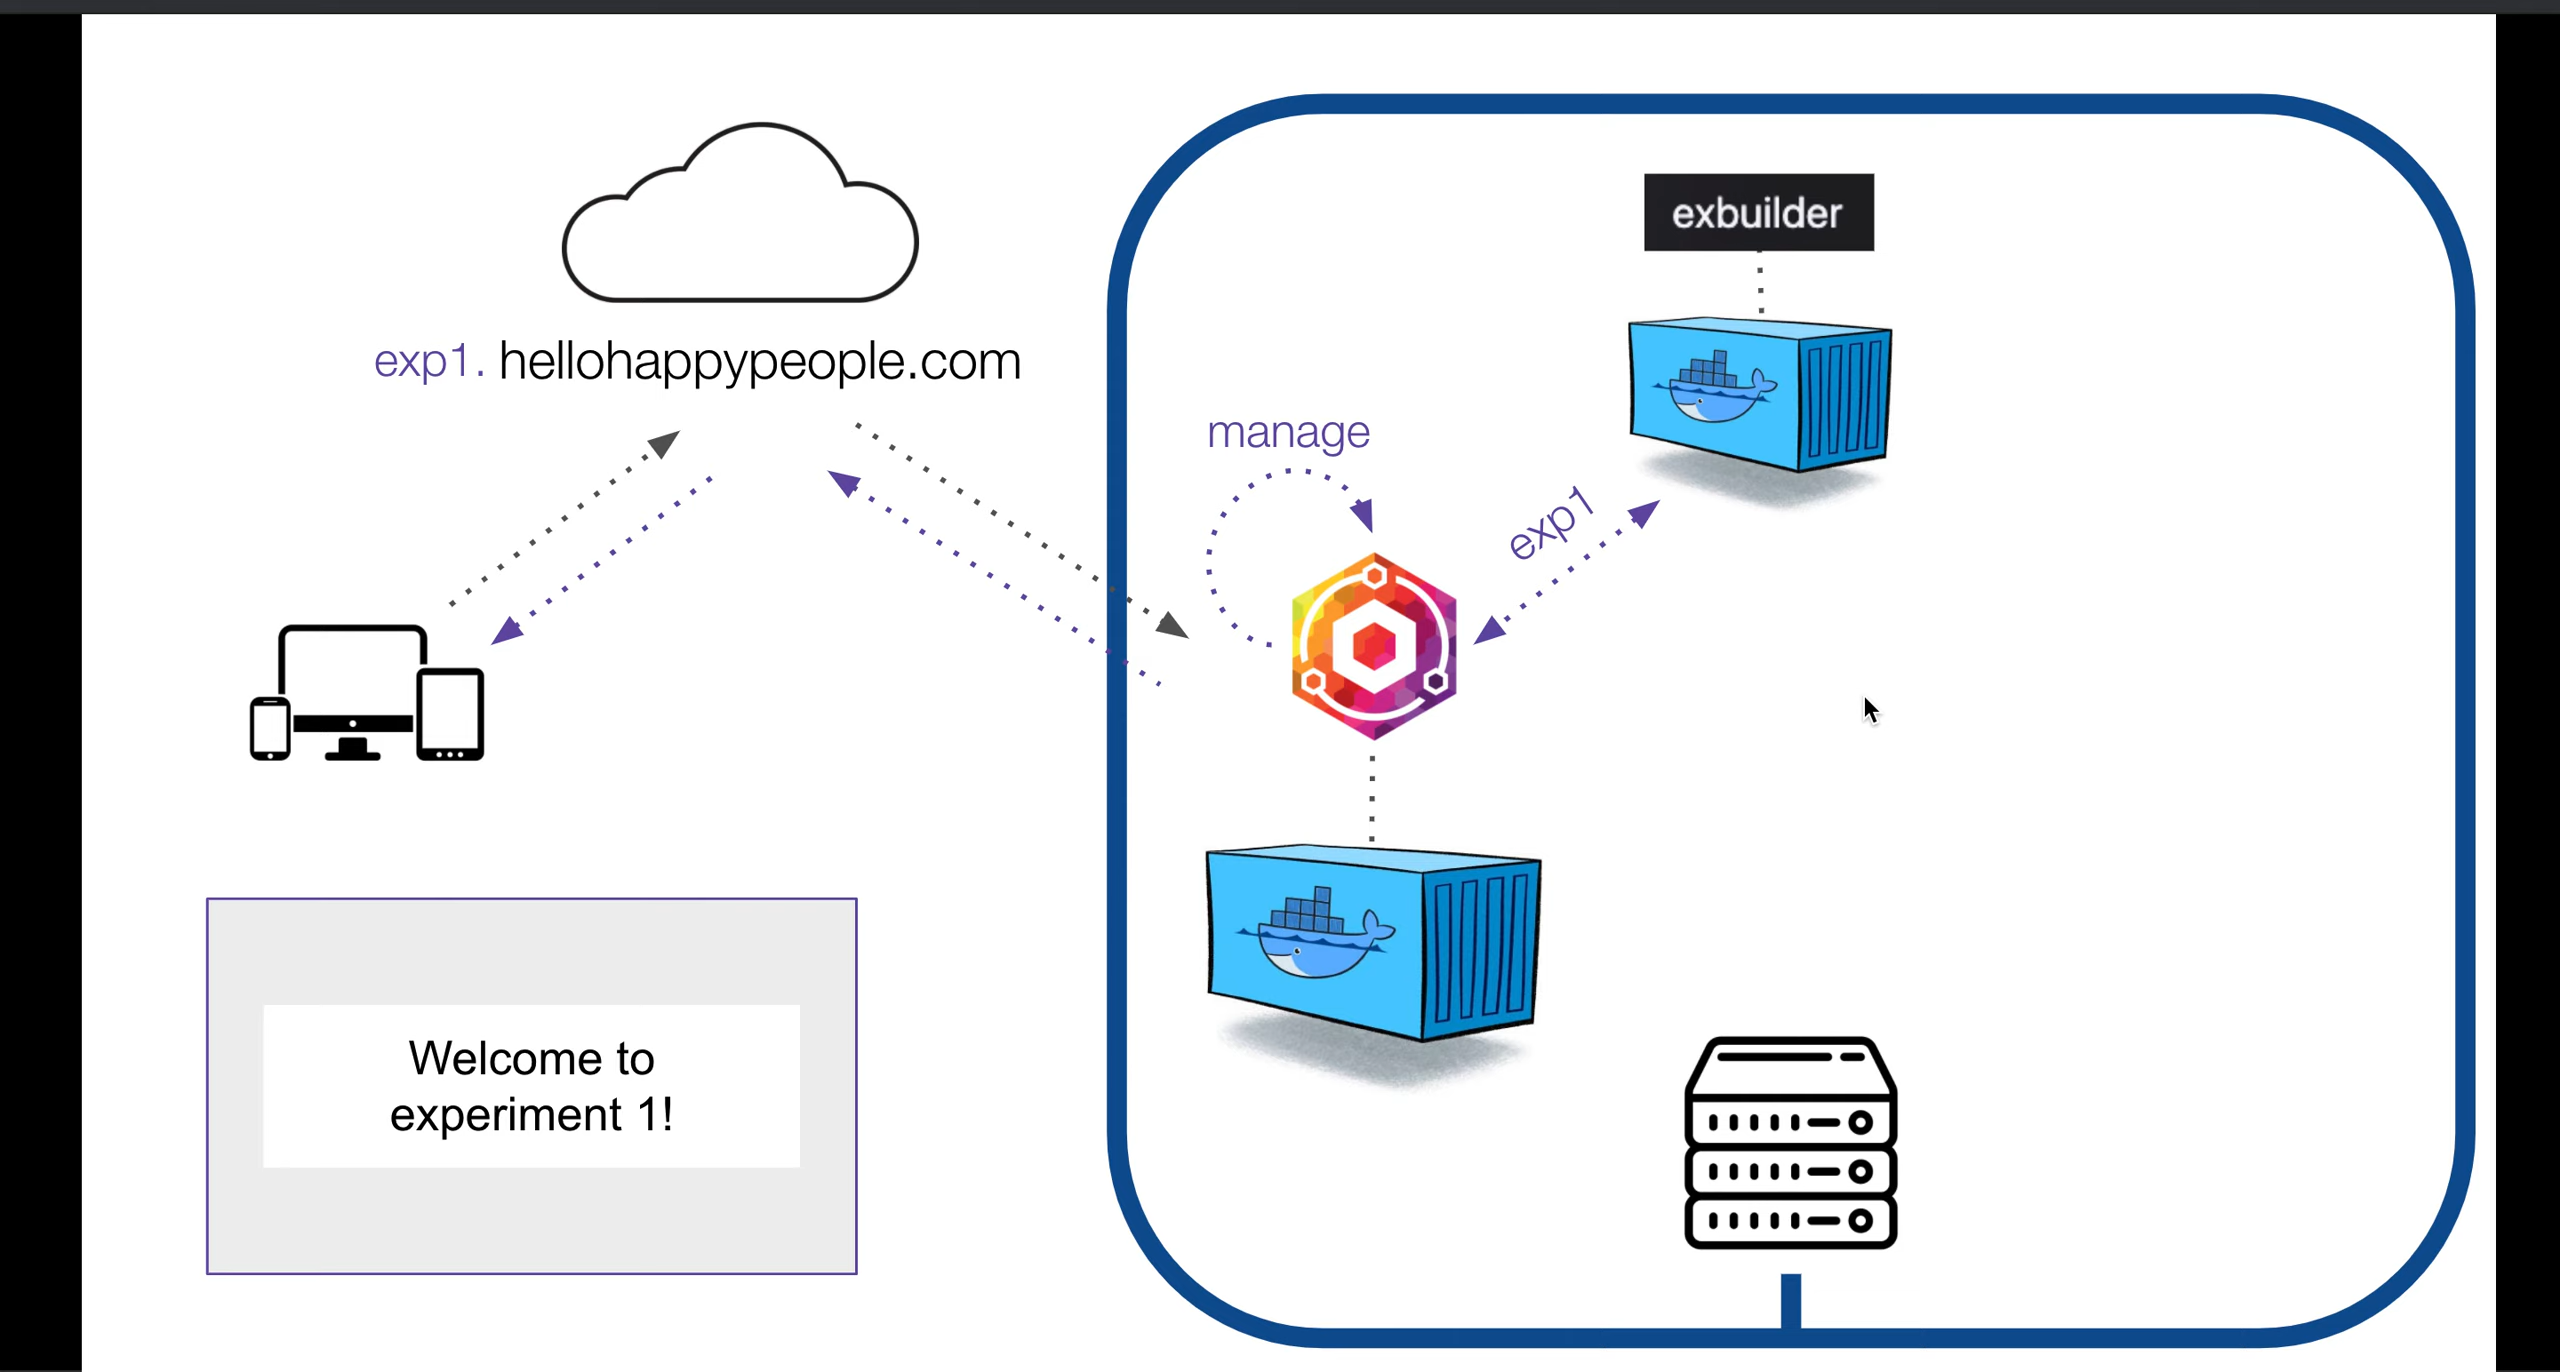 exbuilder
exp1. hellohappypeople.com
manage
exp1
Welcome to
experiment 1!